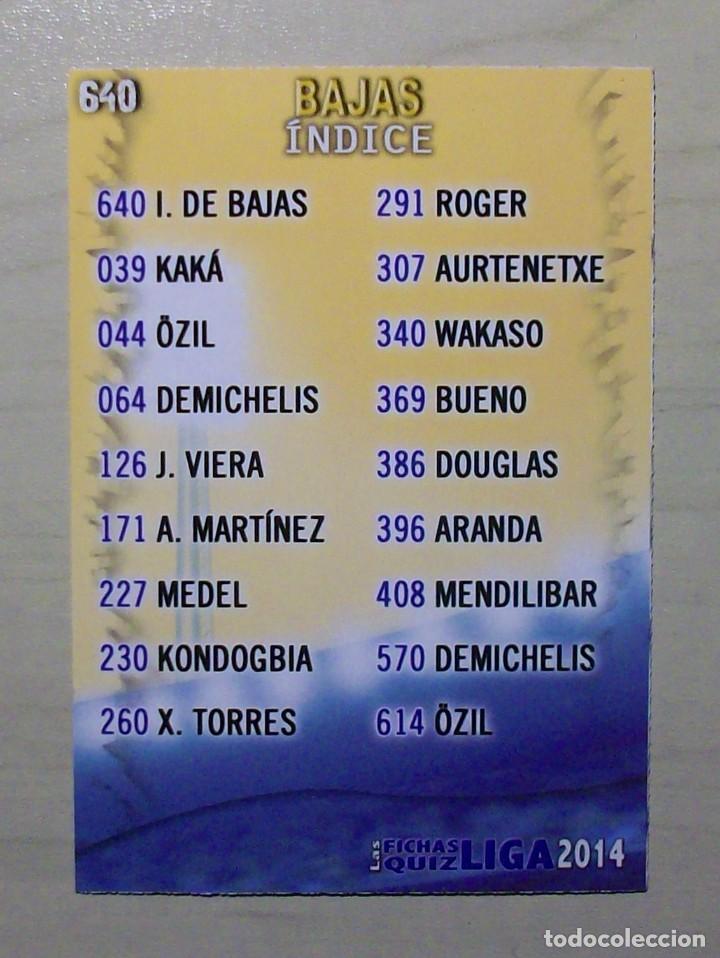 640
BAJAS
ÍNDICE
640 I. DE BAJAS
039 KAKÁ
044 ÖZIL
064 DEMICHELIS
126 J. VIERA
171 A. MARTÍNEZ
227 MEDEL
230 KONDOGBIA
260 X. TORRES
291 ROGER
307 AURTENETXE
340 WAKASO
369 BUENO
386 DOUGLAS
396 ARANDA
408 MENDILIBAR
570 DEMICHELIS
614 ÖZIL
Las FICHAS QUIZ LIGA 2014
todocoleccion
todocoleccion.net